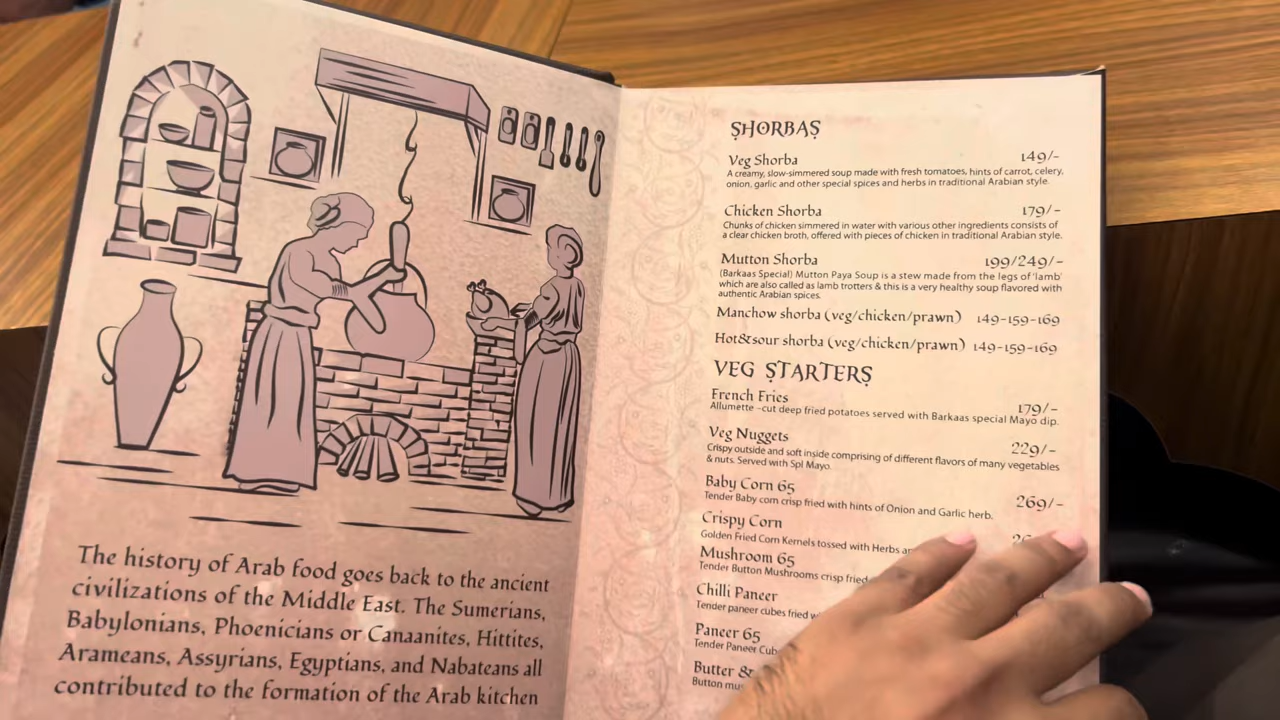 The history of Arab food goes back to the ancient
civilizations of the Middle East. The Sumerians,
Babylonians, Phoenicians or Canaanites, Hittites,
Arameans, Assyrians, Egyptians, and Nabateans all
contributed to the formation of the Arab kitchen
SHORBAS
Veg Shorba 149/-
A creamy, slow-simmered soup made with fresh tomatoes, hints of carrot, celery,
onion, garlic and other special spices and herbs in traditional Arabian style.
Chicken Shorba 179/-
Chunks of chicken simmered in water with various other ingredients consists of
a clear chicken broth, offered with pieces of chicken in traditional Arabian style.
Mutton Shorba 199/249/-
(Barkaas Special) Mutton Paya Soup is a stew made from the legs of 'lamb'
which are also called as lamb trotters & this is a very healthy soup flavored with
authentic Arabian spices.
Manchow shorba (veg/chicken/prawn) 149-159-169
Hot&sour shorba (veg/chicken/prawn) 149-159-169
VEG STARTERS
French Fries 179/-
Allumette -cut deep fried potatoes served with Barkaas special Mayo dip.
Veg Nuggets 229/-
Crispy outside and soft inside comprising of different flavors of many vegetables
& nuts. Served with Spl Mayo.
Baby Corn 65 269/-
Tender Baby corn crisp fried with hints of Onion and Garlic herb.
Crispy Corn
Golden Fried Corn Kernels tossed with Herbs
Mushroom 65
Tender Button Mushrooms crisp fried
Chilli Paneer
Tender paneer cubes fried
Paneer 65
Tender Paneer
Butter &
Button